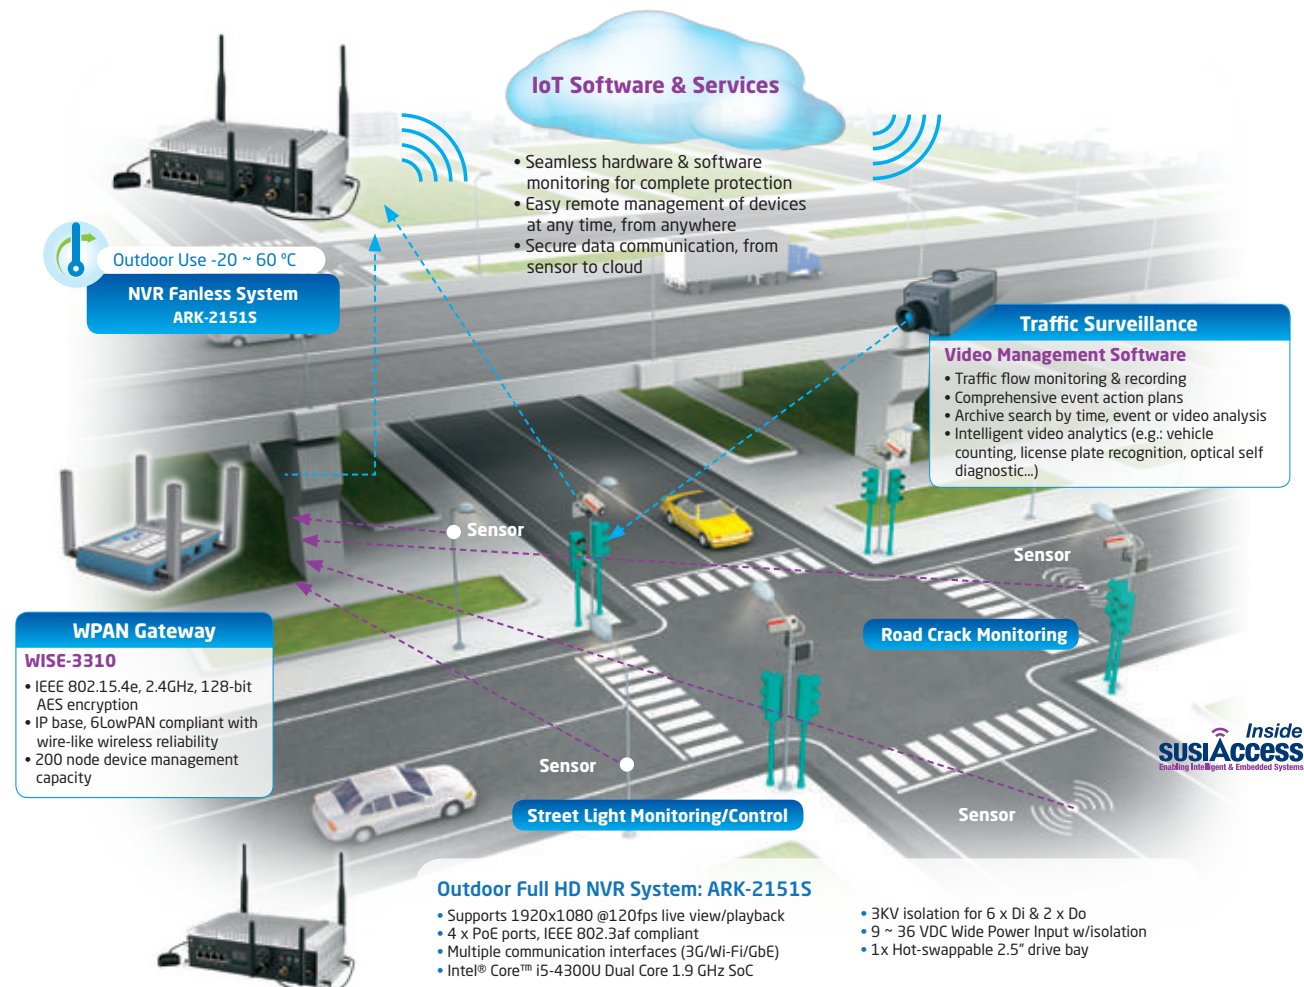 IoT Software & Services
• Seamless hardware & software
monitoring for complete protection
• Easy remote management of devices
at any time, from anywhere
• Secure data communication, from
sensor to cloud
Outdoor Use -20 ~ 60 ºC
NVR Fanless System
ARK-2151S
Traffic Surveillance
Video Management Software
• Traffic flow monitoring & recording
• Comprehensive event action plans
• Archive search by time, event or video analysis
• Intelligent video analytics (e.g.: vehicle
counting, license plate recognition, optical self
diagnostic...)
Sensor
Sensor
WPAN Gateway
WISE-3310
• IEEE 802.15.4e, 2.4GHz, 128-bit
AES encryption
• IP base, 6LowPAN compliant with
wire-like wireless reliability
• 200 node device management
capacity
Road Crack Monitoring
Inside
SUSIAccess
Enabling Intelligent & Embedded Systems
Sensor
Street Light Monitoring/Control
Sensor
Outdoor Full HD NVR System: ARK-2151S
• Supports 1920x1080 @120fps live view/playback
• 4 x PoE ports, IEEE 802.3af compliant
• Multiple communication interfaces (3G/Wi-Fi/GbE)
• Intel® Core™ i5-4300U Dual Core 1.9 GHz SoC
• 3KV isolation for 6 x Di & 2 x Do
• 9 ~ 36 VDC Wide Power Input w/isolation
• 1x Hot-swappable 2.5" drive bay